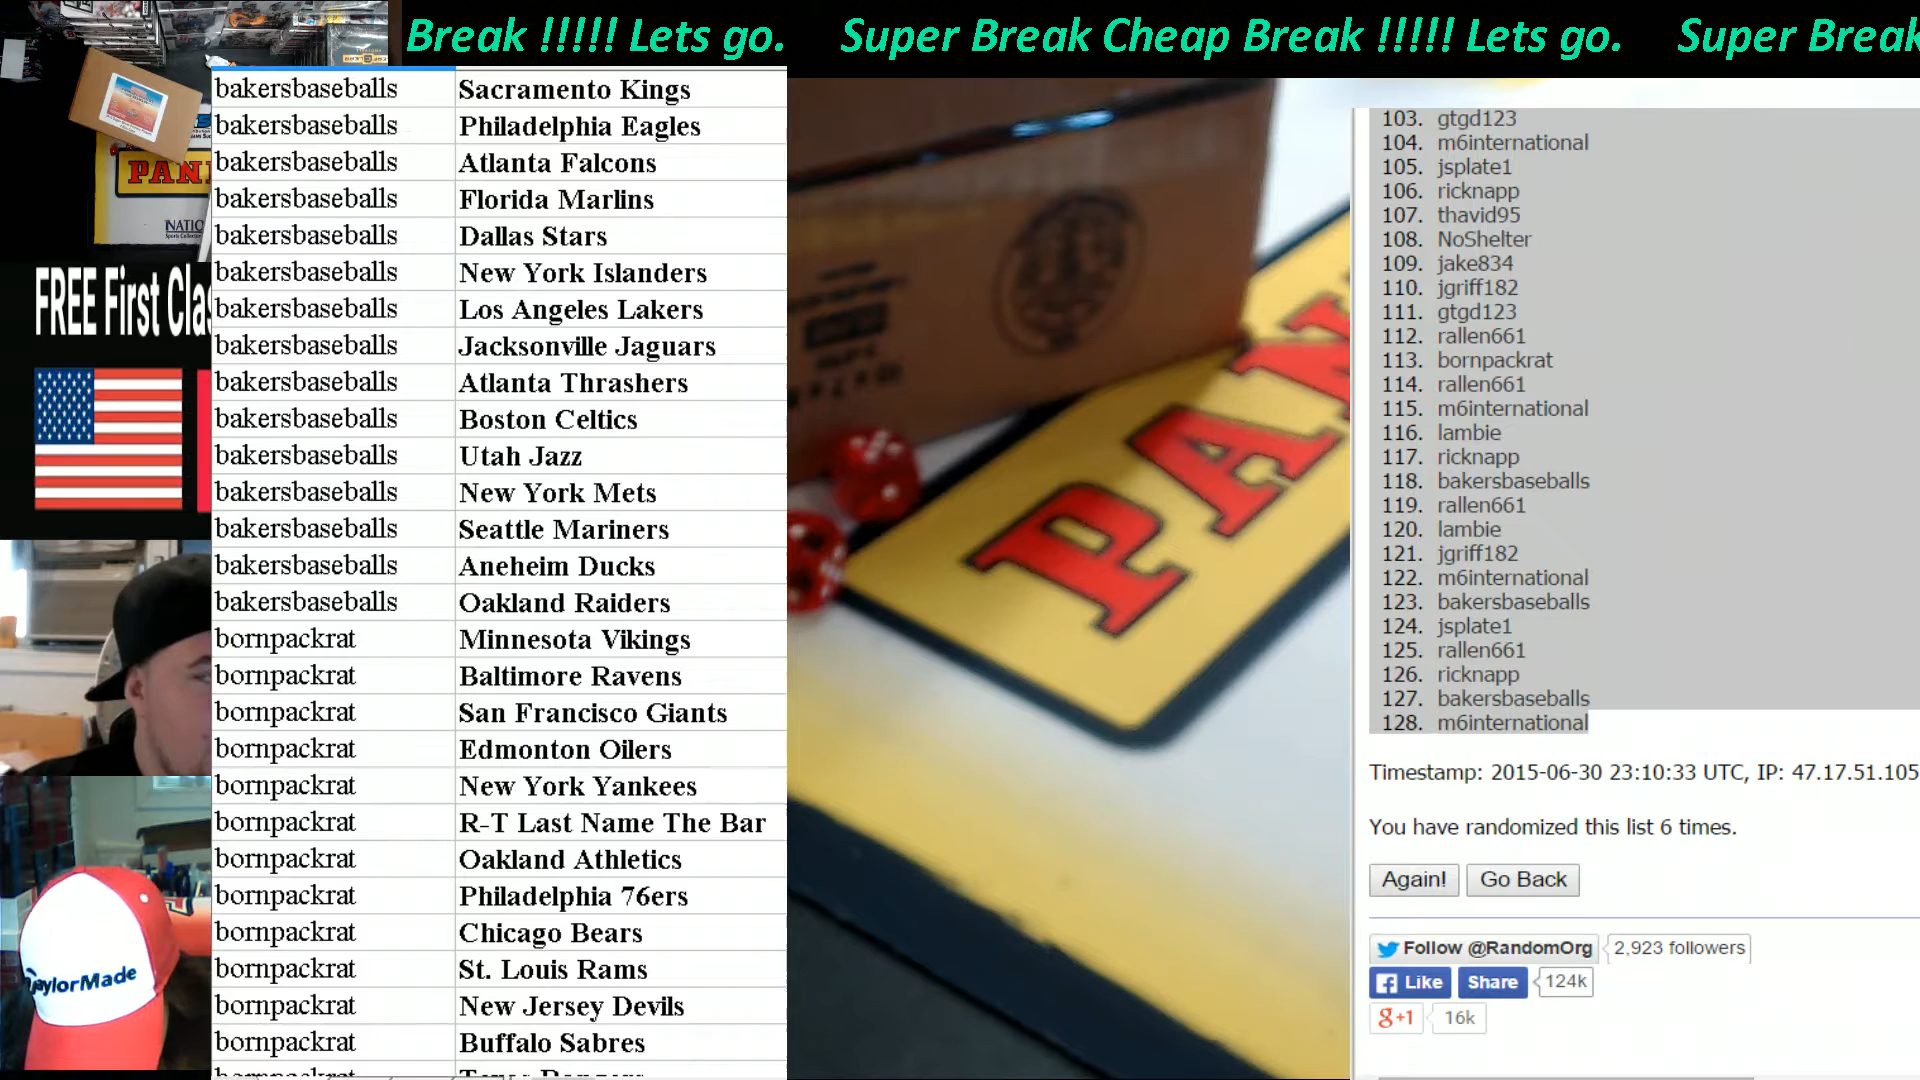 Break !!!!! Lets go. Super Break Cheap Break !!!!! Lets go. Super Break
bakersbaseballs Sacramento Kings
bakersbaseballs Philadelphia Eagles
bakersbaseballs Atlanta Falcons
bakersbaseballs Florida Marlins
bakersbaseballs Dallas Stars
bakersbaseballs New York Islanders
bakersbaseballs Los Angeles Lakers
bakersbaseballs Jacksonville Jaguars
bakersbaseballs Atlanta Thrashers
bakersbaseballs Boston Celtics
bakersbaseballs Utah Jazz
bakersbaseballs New York Mets
bakersbaseballs Seattle Mariners
bakersbaseballs Aneheim Ducks
bakersbaseballs Oakland Raiders
bornpackrat Minnesota Vikings
bornpackrat Baltimore Ravens
bornpackrat San Francisco Giants
bornpackrat Edmonton Oilers
bornpackrat New York Yankees
bornpackrat R-T Last Name The Bar
bornpackrat Oakland Athletics
bornpackrat Philadelphia 76ers
bornpackrat Chicago Bears
bornpackrat St. Louis Rams
bornpackrat New Jersey Devils
bornpackrat Buffalo Sabres
PANI
NATIO
FREE First Clas
TaylorMade
PAN
103. gtgd123
104. m6international
105. jsplate1
106. ricknapp
107. thavid95
108. NoShelter
109. jake834
110. jgriff182
111. gtgd123
112. rallen661
113. bornpackrat
114. rallen661
115. m6international
116. lambie
117. ricknapp
118. bakersbaseballs
119. rallen661
120. lambie
121. jgriff182
122. m6international
123. bakersbaseballs
124. jsplate1
125. rallen661
126. ricknapp
127. bakersbaseballs
128. m6international
Timestamp: 2015-06-30 23:10:33 UTC, IP: 47.17.51.105
You have randomized this list 6 times.
Again! Go Back
Follow @RandomOrg 2,923 followers
Like Share 124k
g+1 16k